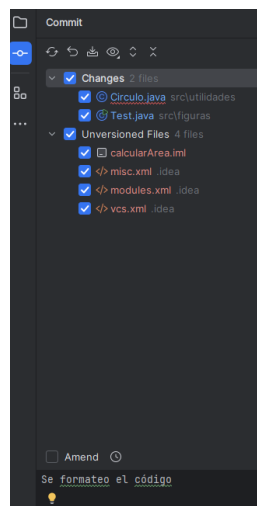 Commit
Changes 2 files
Circulo.java src\utilidades
Test.java src\figuras
Unversioned Files 4 files
calcularArea.iml
misc.xml .idea
modules.xml .idea
vcs.xml .idea
Amend
Se formateo el código